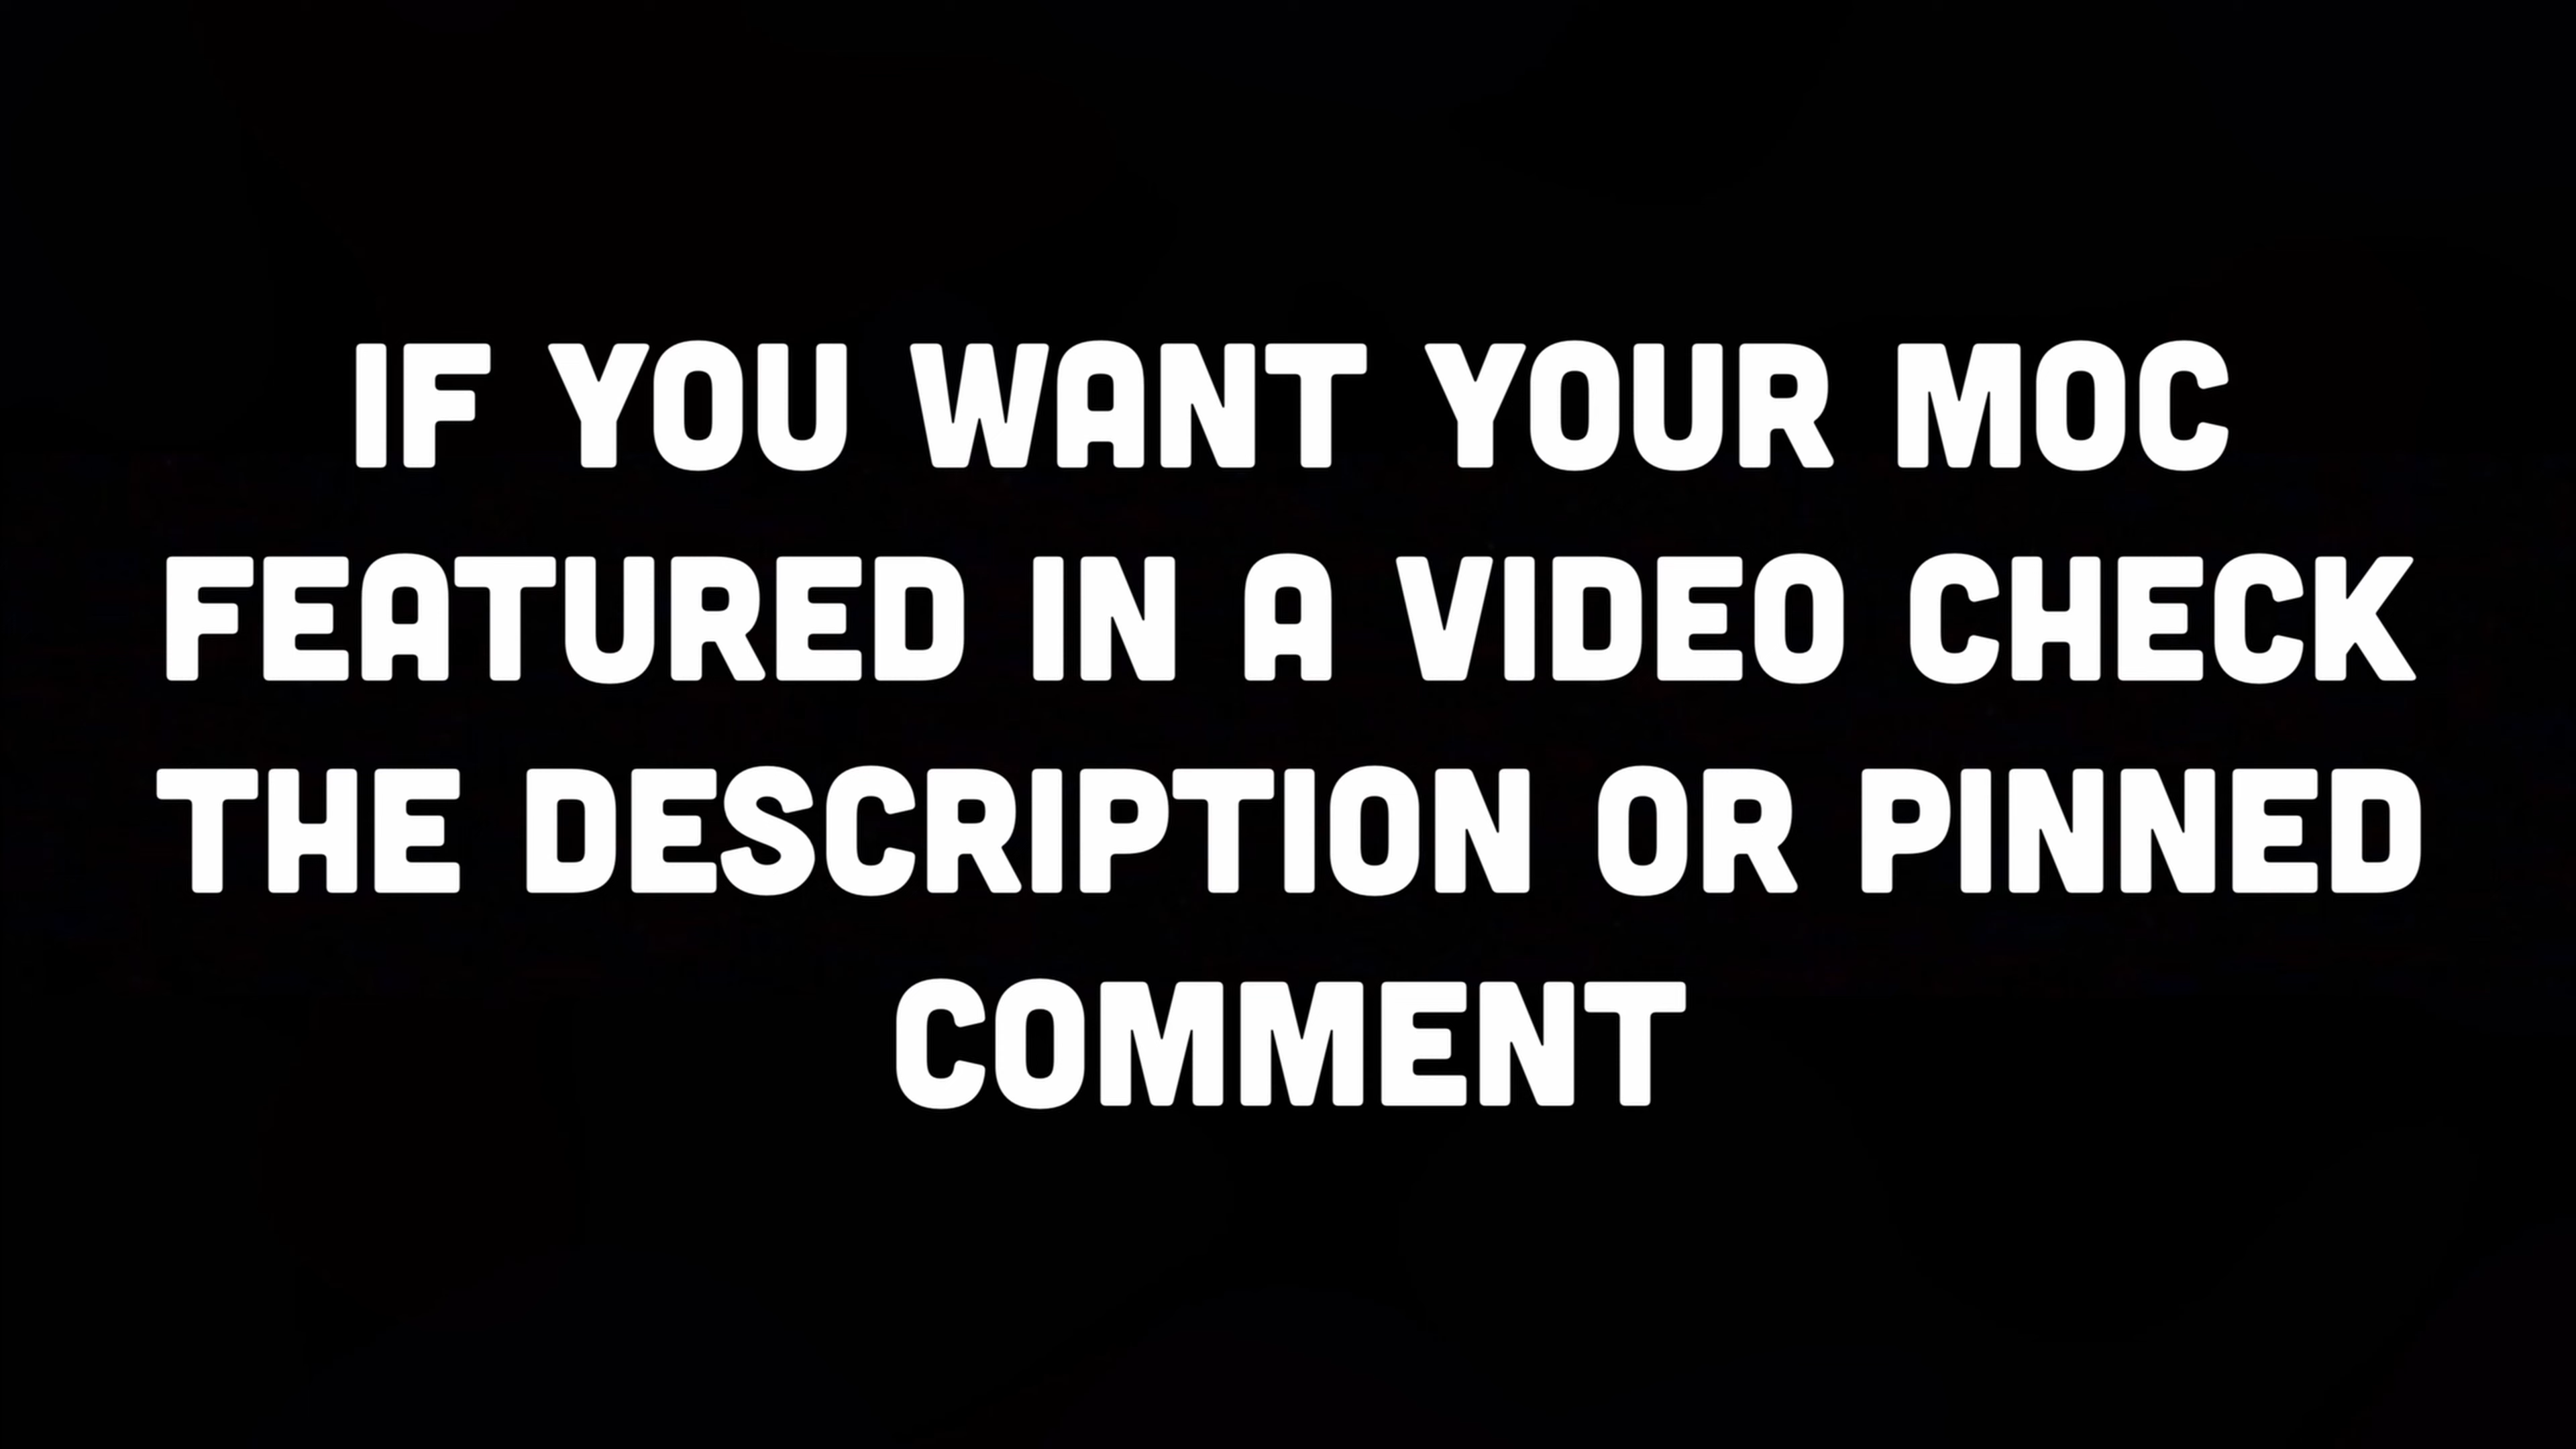 IF YOU WANT YOUR MOC
FEATURED IN A VIDEO CHECK
THE DESCRIPTION OR PINNED
COMMENT